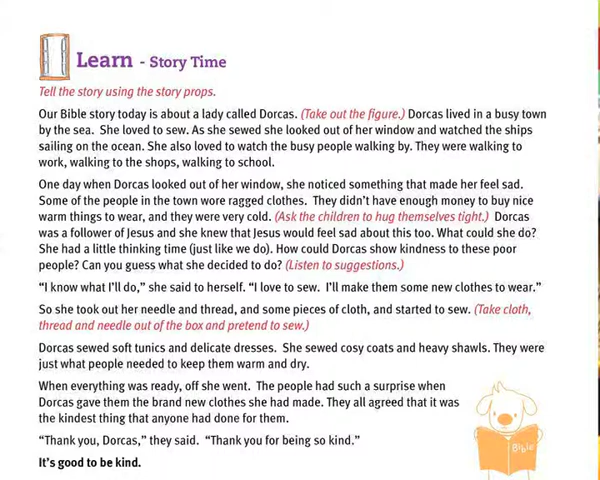 Learn - Story Time
Tell the story using the story props.
Our Bible story today is about a lady called Dorcas. (Take out the figure.) Dorcas lived in a busy town
by the sea. She loved to sew. As she sewed she looked out of her window and watched the ships
sailing on the ocean. She also loved to watch the busy people walking by. They were walking to
work, walking to the shops, walking to school.
One day when Dorcas looked out of her window, she noticed something that made her feel sad.
Some of the people in the town wore ragged clothes. They didn't have enough money to buy nice
warm things to wear, and they were very cold. (Ask the children to hug themselves tight.) Dorcas
was a follower of Jesus and she knew that Jesus would feel sad about this too. What could she do?
She had a little thinking time (just like we do). How could Dorcas show kindness to these poor
people? Can you guess what she decided to do? (Listen to suggestions.)
“I know what I'll do,” she said to herself. “I love to sew. I'll make them some new clothes to wear.”
So she took out her needle and thread, and some pieces of cloth, and started to sew. (Take cloth,
thread and needle out of the box and pretend to sew.)
Dorcas sewed soft tunics and delicate dresses. She sewed cosy coats and heavy shawls. They were
just what people needed to keep them warm and dry.
When everything was ready, off she went. The people had such a surprise when
Dorcas gave them the brand new clothes she had made. They all agreed that it was
the kindest thing that anyone had done for them.
“Thank you, Dorcas,” they said. “Thank you for being so kind.”
It's good to be kind.
Bible